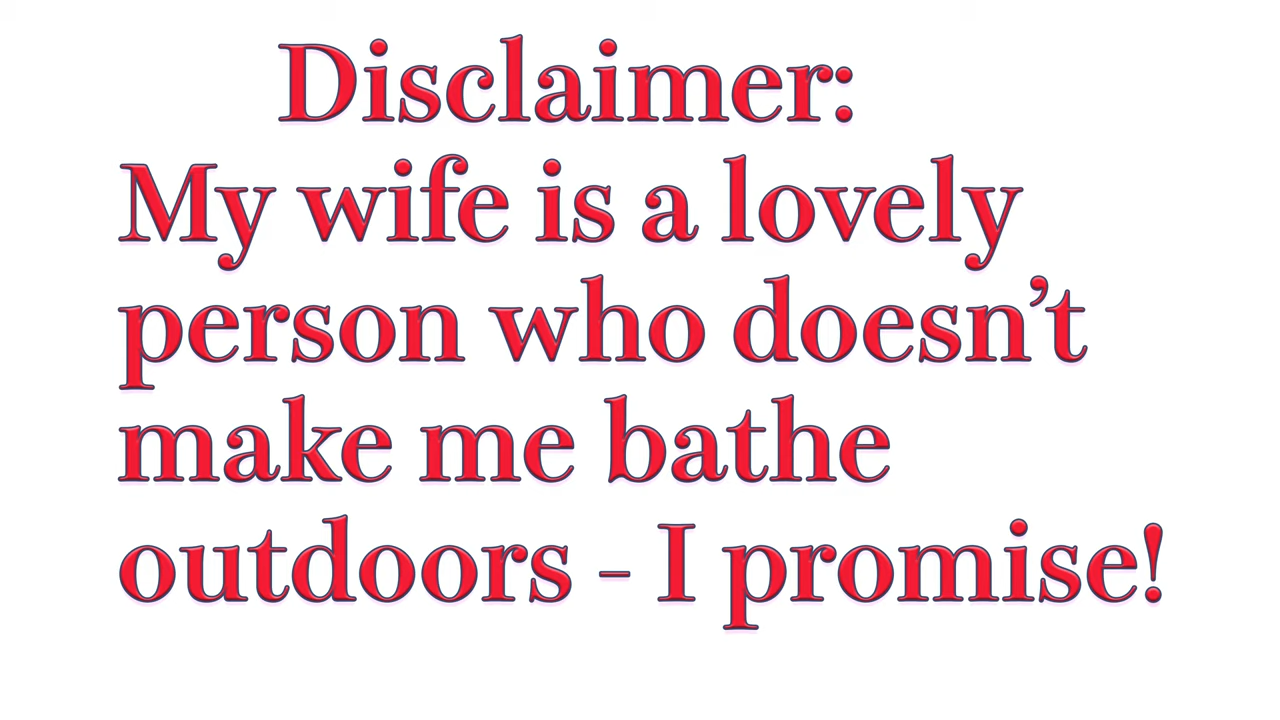 Disclaimer:
My wife is a lovely
person who doesn’t
make me bathe
outdoors - I promise!